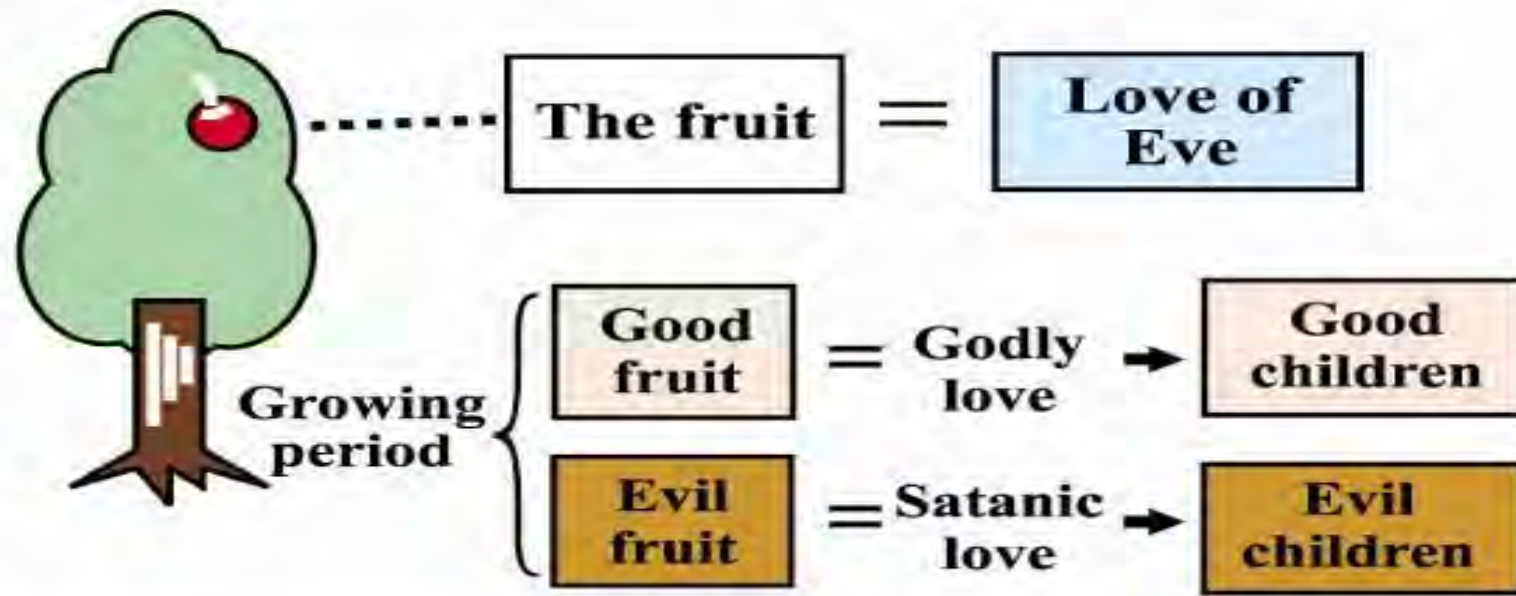 The fruit = Love of
Eve
Growing
period
Good
fruit
= Godly
love
Good
children
Evil
fruit
= Satanic
love
Evil
children